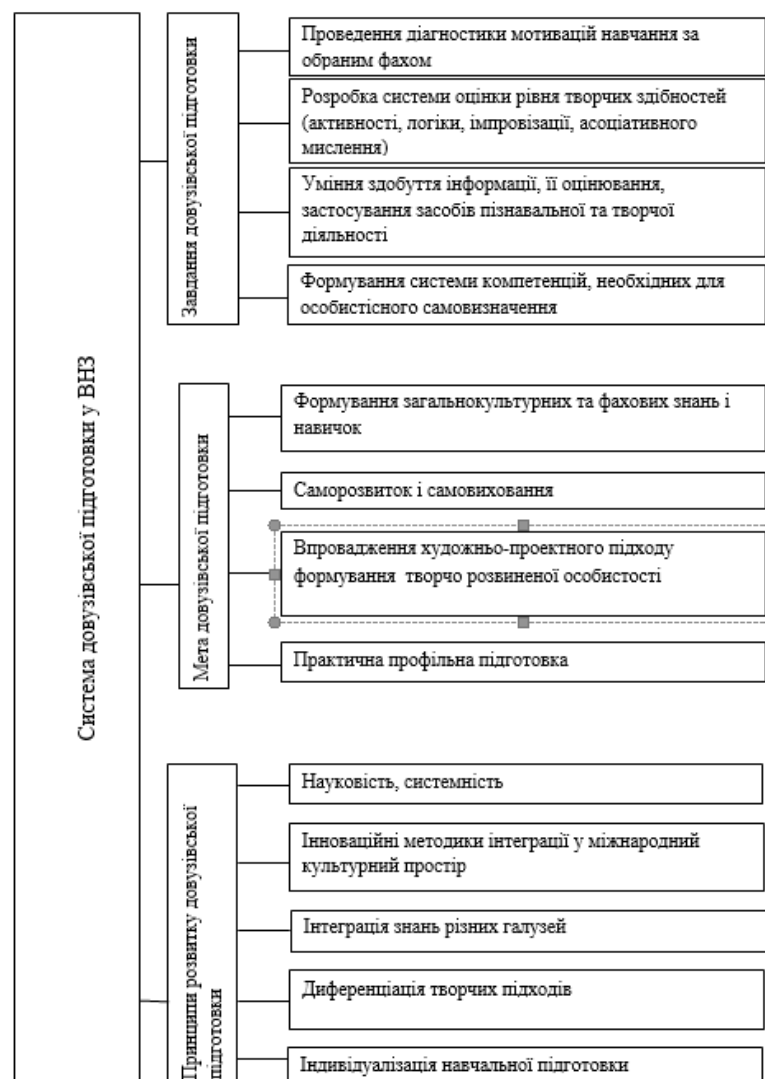 Система довузівської підготовки у ВНЗ
Завдання довузівської підготовки
Проведення діагностики мотивацій навчання за
обраним фахом
Розробка системи оцінки рівня творчих здібностей
(активності, логіки, імпровізації, асоціативного
мислення)
Уміння здобуття інформації, її оцінювання,
застосування засобів пізнавальної та творчої
діяльності
Формування системи компетенцій, необхідних для
особистісного самовизначення
Мета довузівської підготовки
Формування загальнокультурних та фахових знань і
навичок
Саморозвиток і самовиховання
Впровадження художньо-проектного підходу
формування творчо розвиненої особистості
Практична профільна підготовка
Принципи розвитку довузівської
підготовки
Науковість, системність
Інноваційні методики інтеграції у міжнародний
культурний простір
Інтеграція знань різних галузей
Диференціація творчих підходів
Індивідуалізація навчальної підготовки